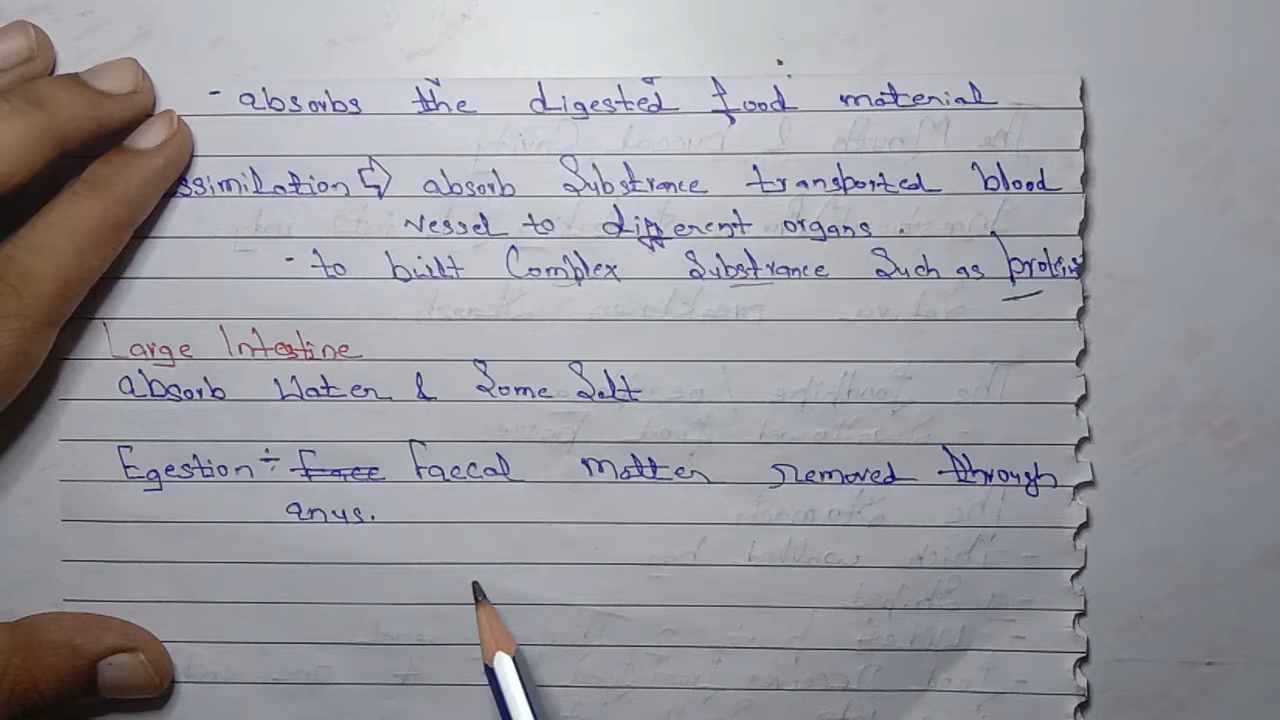 - absorbs the digested food material
ssimilation ⇨ absorb Substrance transported blood
vessel to different organs.
- to built Complex Substrance Such as protein
Large Intestine
absorb Water & Some Salt
Egestion ÷ Faecal matter removed through
anus.